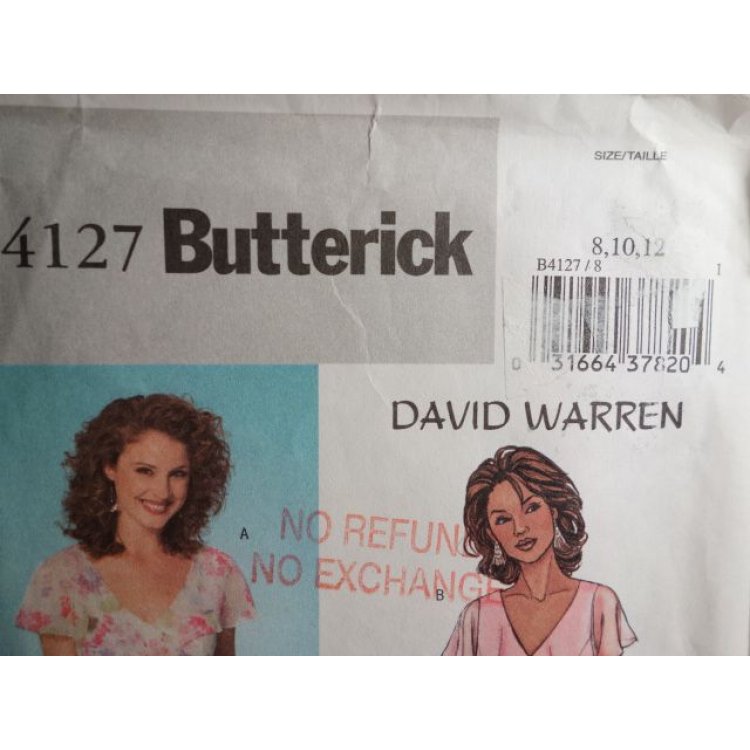 SIZE/TAILLE
4127 Butterick
8,10,12
B4127 / 8
1
0 31664 37820 4
DAVID WARREN
A
NO REFUN
NO EXCHANGE
B